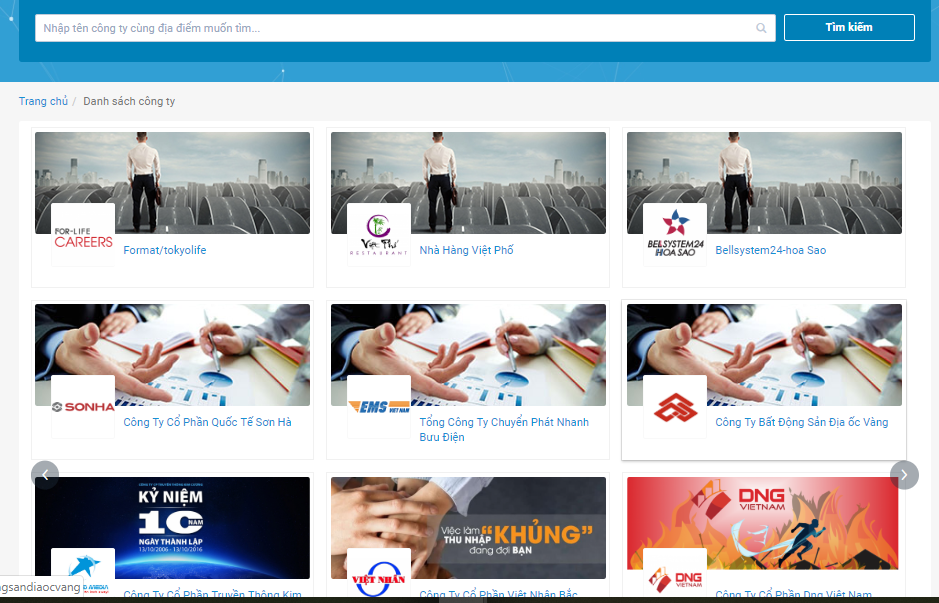 Nhập tên công ty cùng địa điểm muốn tìm...
Tìm kiếm
Trang chủ / Danh sách công ty
FOR-LIFE
CAREERS
Format/tokyolife
Việt Phố
RESTAURANT
Nhà Hàng Việt Phố
BELLSYSTEM24
HOA SAO
Bellsystem24-hoa Sao
SONHA
Công Ty Cổ Phần Quốc Tế Sơn Hà
EMS VIET NAM
Tổng Công Ty Chuyển Phát Nhanh
Bưu Điện
Công Ty Bất Động Sản Địa ốc Vàng
KỶ NIỆM
10 NĂM
NGÀY THÀNH LẬP
13/10/2006 - 13/10/2016
MEDIA
Công Ty Cổ Phần Truyền Thông Kim
Việc làm
THU NHẬP "KHỦNG"
đang đợi BẠN
VIỆT NHÂN
Công Ty Cổ Phần Việt Nhân Bắc
DNG
VIETNAM
DNG
VIETNAM
Công Ty Cổ Phần Dng Việt Nam
ngsandiaocvang